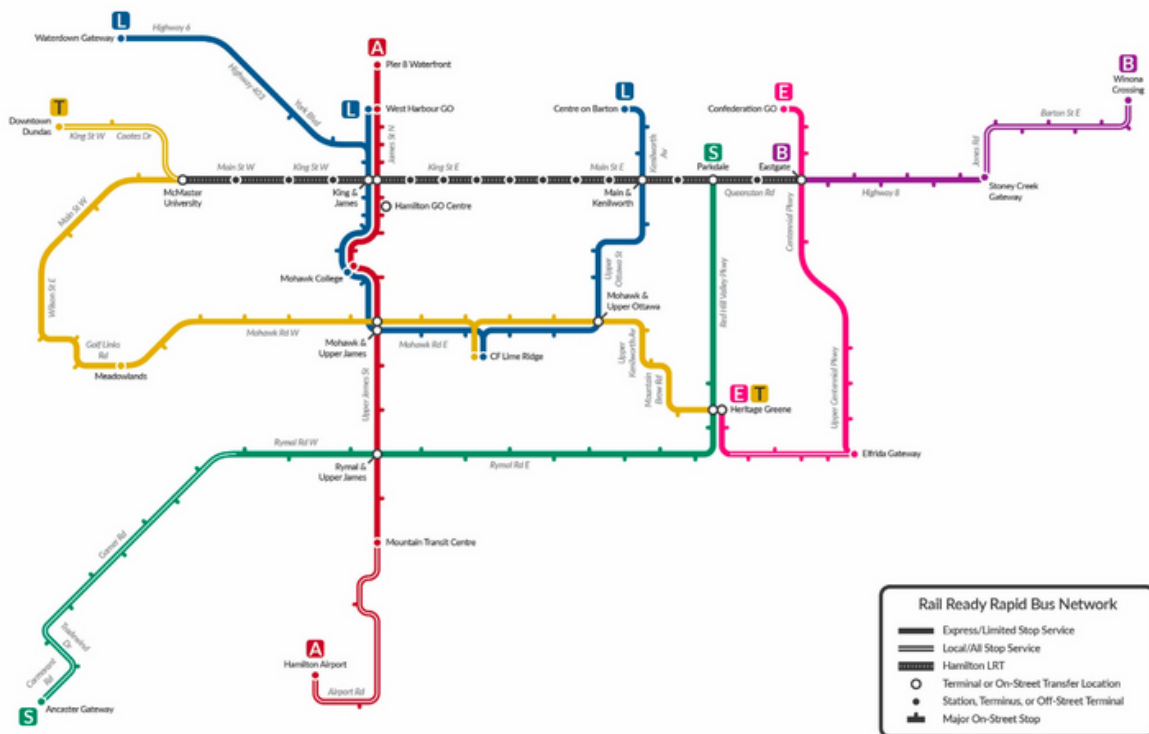 L
Waterdown Gateway
Highway 6
Highway 403
York Blvd
A
Pier 8 Waterfront
L
West Harbour GO
James St N
L
Centre on Barton
Kenilworth
Av
E
Confederation GO
B
Winona
Crossing
Barton St E
Jones Rd
T
Downtown
Dundas
King St W
Cootes Dr
McMaster
University
Main St W
King St W
King &
James
King St E
Main St E
Main &
Kenilworth
S
Parkdale
Queenston Rd
B
Eastgate
Highway 8
Stoney Creek
Gateway
Hamilton GO Centre
Main St W
Wilson St E
Mohawk College
Upper
Ottawa St
Centennial Pkwy
Red Hill Valley Pkwy
Mohawk &
Upper Ottawa
Golf Links
Rd
Meadowlands
Mohawk Rd W
Mohawk &
Upper James
Mohawk Rd E
CF Lime Ridge
Upper
Kenilworth Av
Mountain
Brow Rd
Upper Centennial Pkwy
Upper James St
E
T
Heritage Greene
Rymal Rd W
Rymal &
Upper James
Rymal Rd E
Elfrida Gateway
Garner Rd
Mountain Transit Centre
Tradewind
Dr
Cormorant
Rd
S
Ancaster Gateway
A
Hamilton Airport
Airport Rd
Rail Ready Rapid Bus Network
Express/Limited Stop Service
Local/All Stop Service
Hamilton LRT
Terminal or On-Street Transfer Location
Station, Terminus, or Off-Street Terminal
Major On-Street Stop